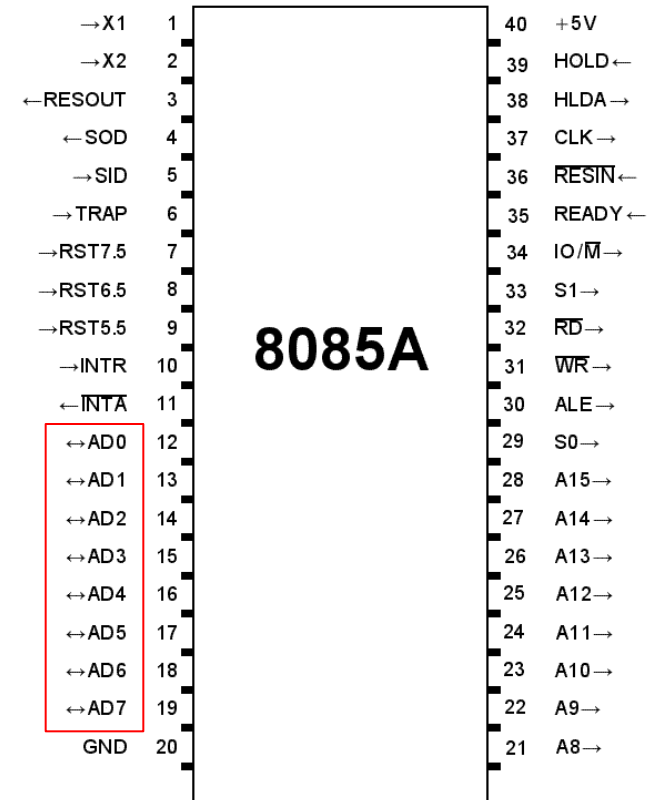 →X1 1 40 +5V
→X2 2 39 HOLD←
←RESOUT 3 38 HLDA→
←SOD 4 37 CLK→
→SID 5 36 R̅E̅S̅I̅N̅←
→TRAP 6 35 READY←
→RST7.5 7 34 IO/M̅→
→RST6.5 8 33 S1→
→RST5.5 9 32 R̅D̅→
8085A
→INTR 10 31 W̅R̅→
←I̅N̅T̅A̅ 11 30 ALE→
↔AD0 12 29 S0→
↔AD1 13 28 A15→
↔AD2 14 27 A14→
↔AD3 15 26 A13→
↔AD4 16 25 A12→
↔AD5 17 24 A11→
↔AD6 18 23 A10→
↔AD7 19 22 A9→
GND 20 21 A8→